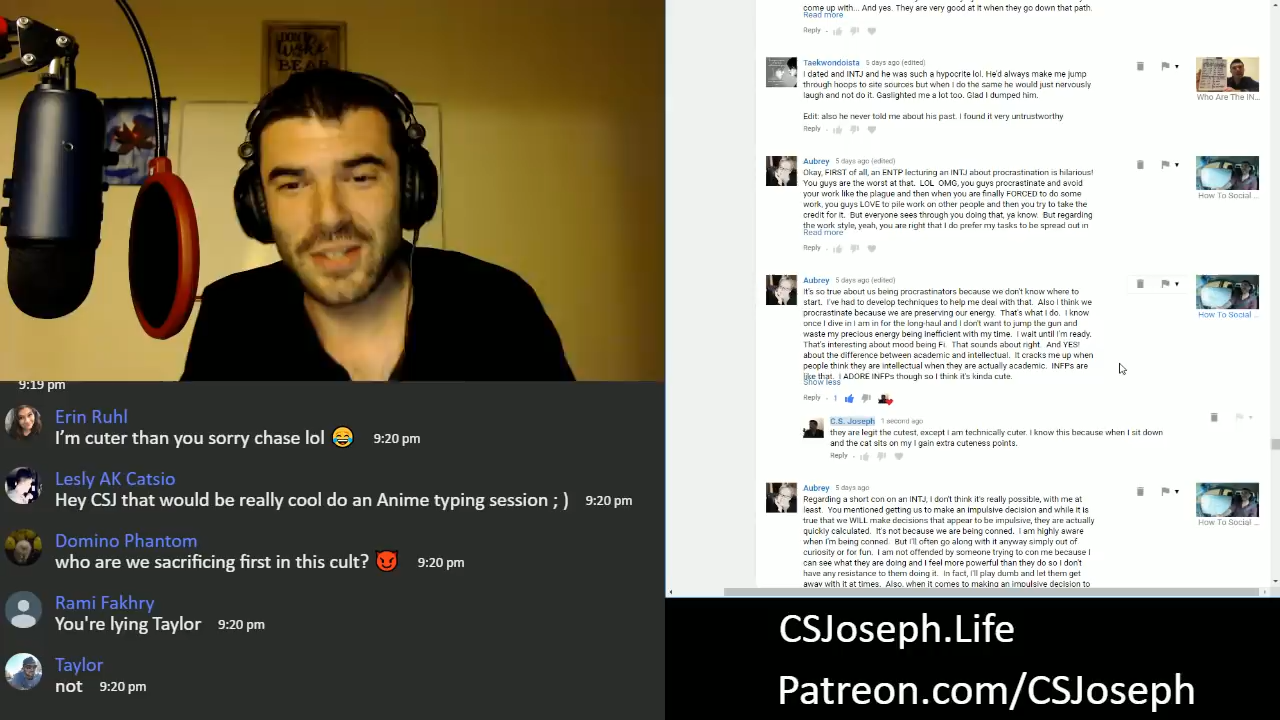 DON'T
Wake
BEAR
9:19 pm
Erin Ruhl
I'm cuter than you sorry chase lol 😂 9:20 pm
Lesly AK Catsio
Hey CSJ that would be really cool do an Anime typing session ; ) 9:20 pm
Domino Phantom
who are we sacrificing first in this cult? 😈 9:20 pm
Rami Fakhry
You're lying Taylor 9:20 pm
Taylor
not 9:20 pm
come up with... And yes. They are very good at it when they go down that path.
Read more
Reply
Taekwondoista 5 days ago (edited)
I dated and INTJ and he was such a hypocrite lol. He'd always make me jump
through hoops to site sources but when I do the same he would just nervously
laugh and not do it. Gaslighted me a lot too. Glad I dumped him.
Edit: also he never told me about his past. I found it very untrustworthy
Reply
Who Are The IN...
Aubrey 5 days ago (edited)
Okay, FIRST of all, an ENTP lecturing an INTJ about procrastination is hilarious!
You guys are the worst at that. LOL OMG, you guys procrastinate and avoid
your work like the plague and then when you are finally FORCED to do some
work, you guys LOVE to pile work on other people and then you try to take the
credit for it. But everyone sees through you doing that, ya know. But regarding
the work style, yeah, you are right that I do prefer my tasks to be spread out in
Read more
Reply
How To Social ...
Aubrey 5 days ago (edited)
It's so true about us being procrastinators because we don't know where to
start. I've had to develop techniques to help me deal with that. Also I think we
procrastinate because we are preserving our energy. That's what I do. I know
once I dive in I am in for the long-haul and I don't want to jump the gun and
waste my precious energy being inefficient with my time. I wait until I'm ready.
That's interesting about mood being Fi. That sounds about right. And YES!
about the difference between academic and intellectual. It cracks me up when
people think they are intellectual when they are actually academic. INFPs are
like that. I ADORE INFPs though so I think it's kinda cute.
Show less
Reply 1
How To Social ...
C.S. Joseph 1 second ago
they are legit the cutest, except I am technically cuter. I know this because when I sit down
and the cat sits on my I gain extra cuteness points.
Reply
Aubrey 5 days ago
Regarding a short con on an INTJ, I don't think it's really possible, with me at
least. You mentioned getting us to make an impulsive decision and while it is
true that we WILL make decisions that appear to be impulsive, they are actually
quickly calculated. It's not because we are being conned. I am highly aware
when I'm being conned. But I'll often go along with it anyway simply out of
curiosity or for fun. I am not offended by someone trying to con me because I
can see what they are doing and I feel more powerful than they do so I don't
have any resistance to them doing it. In fact, I'll play dumb and let them get
away with it at times. Also, when it comes to making an impulsive decision to
How To Social ...
CSJoseph.Life
Patreon.com/CSJoseph